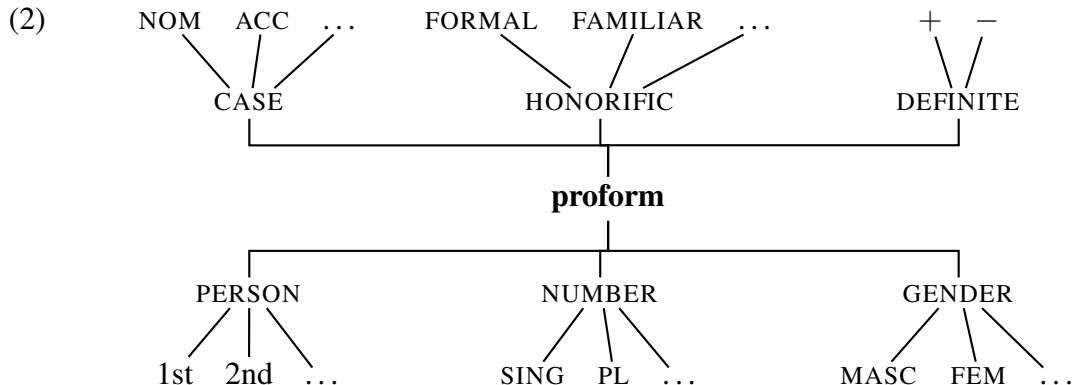 (2) NOM ACC ... FORMAL FAMILIAR ... + −
CASE HONORIFIC DEFINITE
proform
PERSON NUMBER GENDER
1st 2nd ... SING PL ... MASC FEM ...